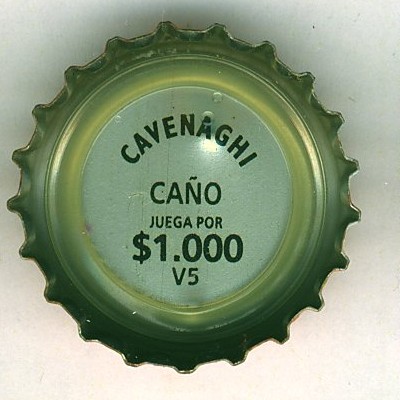 CAVENAGHI
CAÑO
JUEGA POR
$1.000
V5